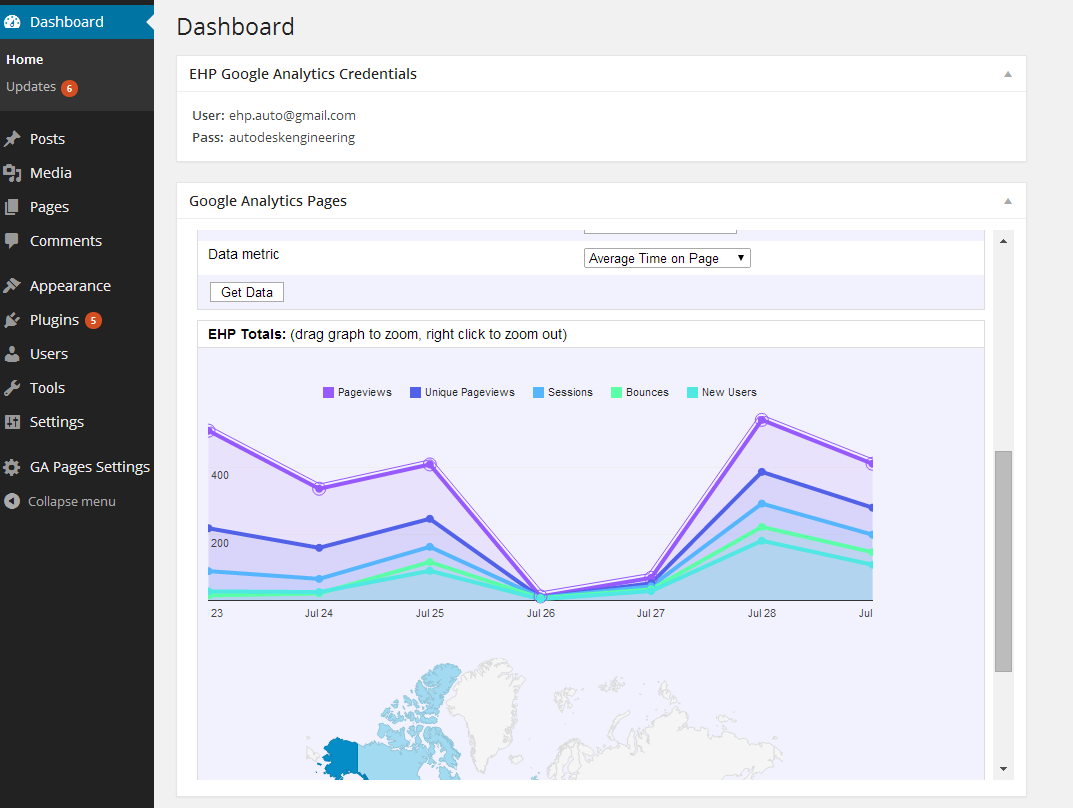 Dashboard
Home
Updates 6
Posts
Media
Pages
Comments
Appearance
Plugins 5
Users
Tools
Settings
GA Pages Settings
Collapse menu
Dashboard
EHP Google Analytics Credentials
User: ehp.auto@gmail.com
Pass: autodeskengineering
Google Analytics Pages
Data metric
Average Time on Page
Get Data
EHP Totals: (drag graph to zoom, right click to zoom out)
Pageviews Unique Pageviews Sessions Bounces New Users
400
200
23 Jul 24 Jul 25 Jul 26 Jul 27 Jul 28 Jul